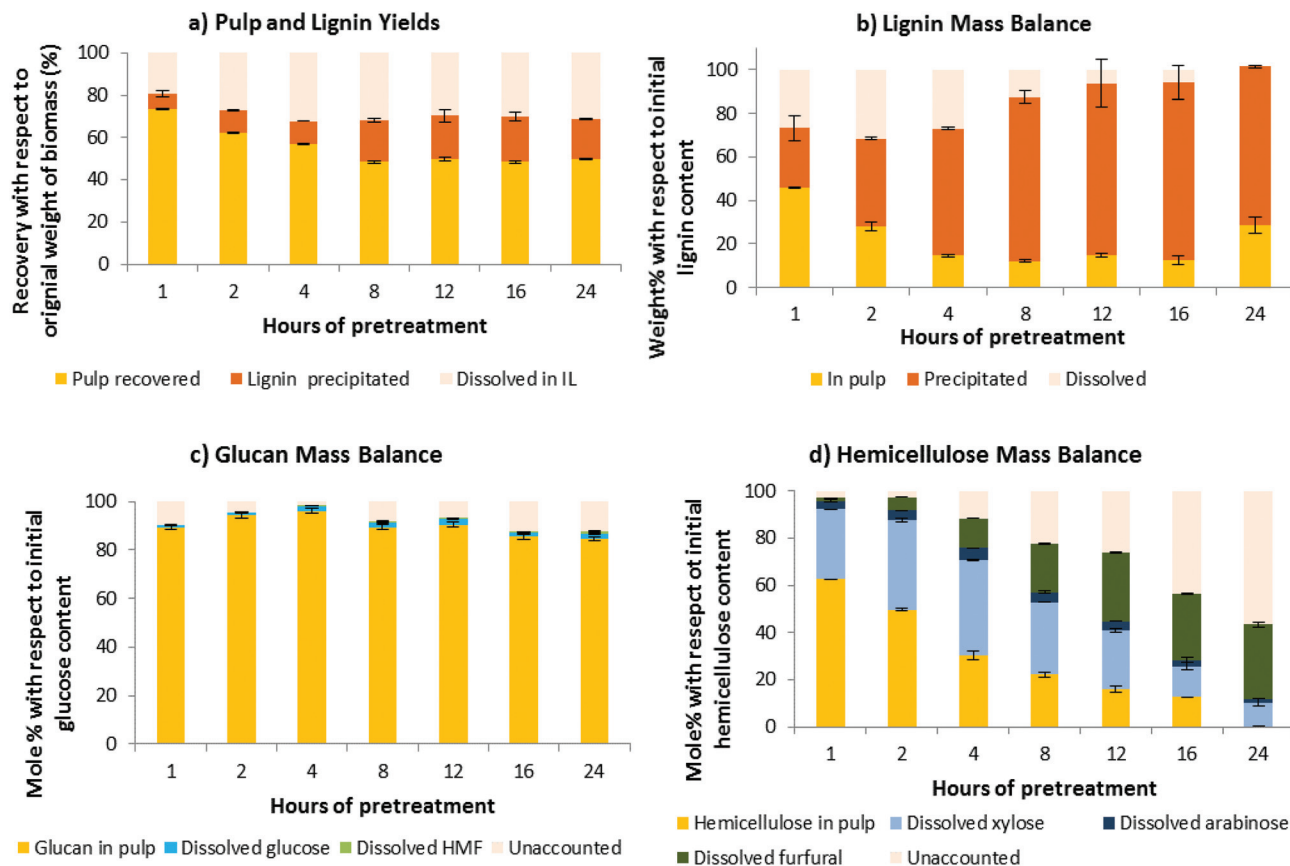 a) Pulp and Lignin Yields
Recovery with respect to
orignial weight of biomass (%)
100
80
60
40
20
0
1 2 4 8 12 16 24
Hours of pretreatment
Pulp recovered Lignin precipitated Dissolved in IL
b) Lignin Mass Balance
Weight% with respect to initial
lignin content
100
80
60
40
20
0
1 2 4 8 12 16 24
Hours of pretreatment
In pulp Precipitated Dissolved
c) Glucan Mass Balance
Mole% with respect to initial
glucose content
100
80
60
40
20
0
1 2 4 8 12 16 24
Hours of pretreatment
Glucan in pulp Dissolved glucose Dissolved HMF Unaccounted
d) Hemicellulose Mass Balance
Mole% with resepct ot initial
hemicellulose content
100
80
60
40
20
0
1 2 4 8 12 16 24
Hours of pretreatment
Hemicellulose in pulp Dissolved xylose Dissolved arabinose
Dissolved furfural Unaccounted